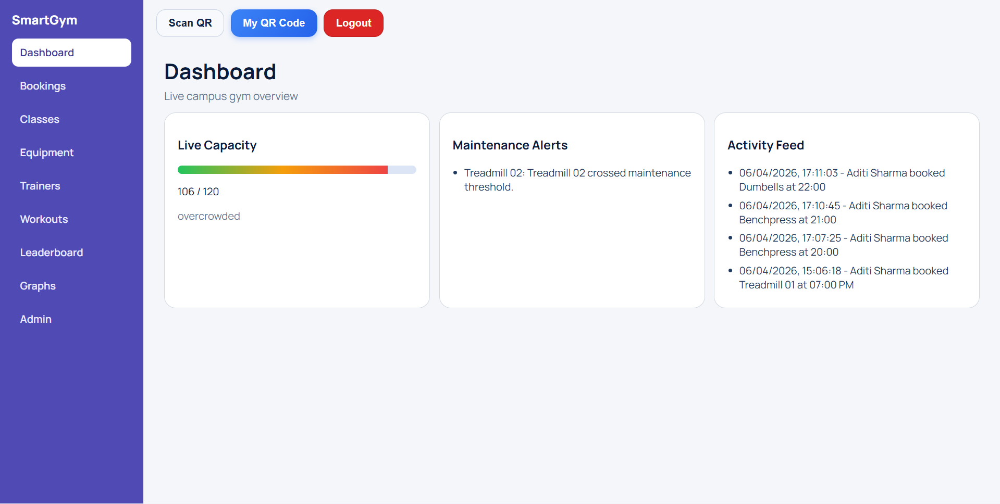 SmartGym
Dashboard
Bookings
Classes
Equipment
Trainers
Workouts
Leaderboard
Graphs
Admin
Scan QR
My QR Code
Logout
Dashboard
Live campus gym overview
Live Capacity
106 / 120
overcrowded
Maintenance Alerts
Treadmill 02: Treadmill 02 crossed maintenance
threshold.
Activity Feed
06/04/2026, 17:11:03 - Aditi Sharma booked
Dumbells at 22:00
06/04/2026, 17:10:45 - Aditi Sharma booked
Benchpress at 21:00
06/04/2026, 17:07:25 - Aditi Sharma booked
Benchpress at 20:00
06/04/2026, 15:06:18 - Aditi Sharma booked
Treadmill 01 at 07:00 PM